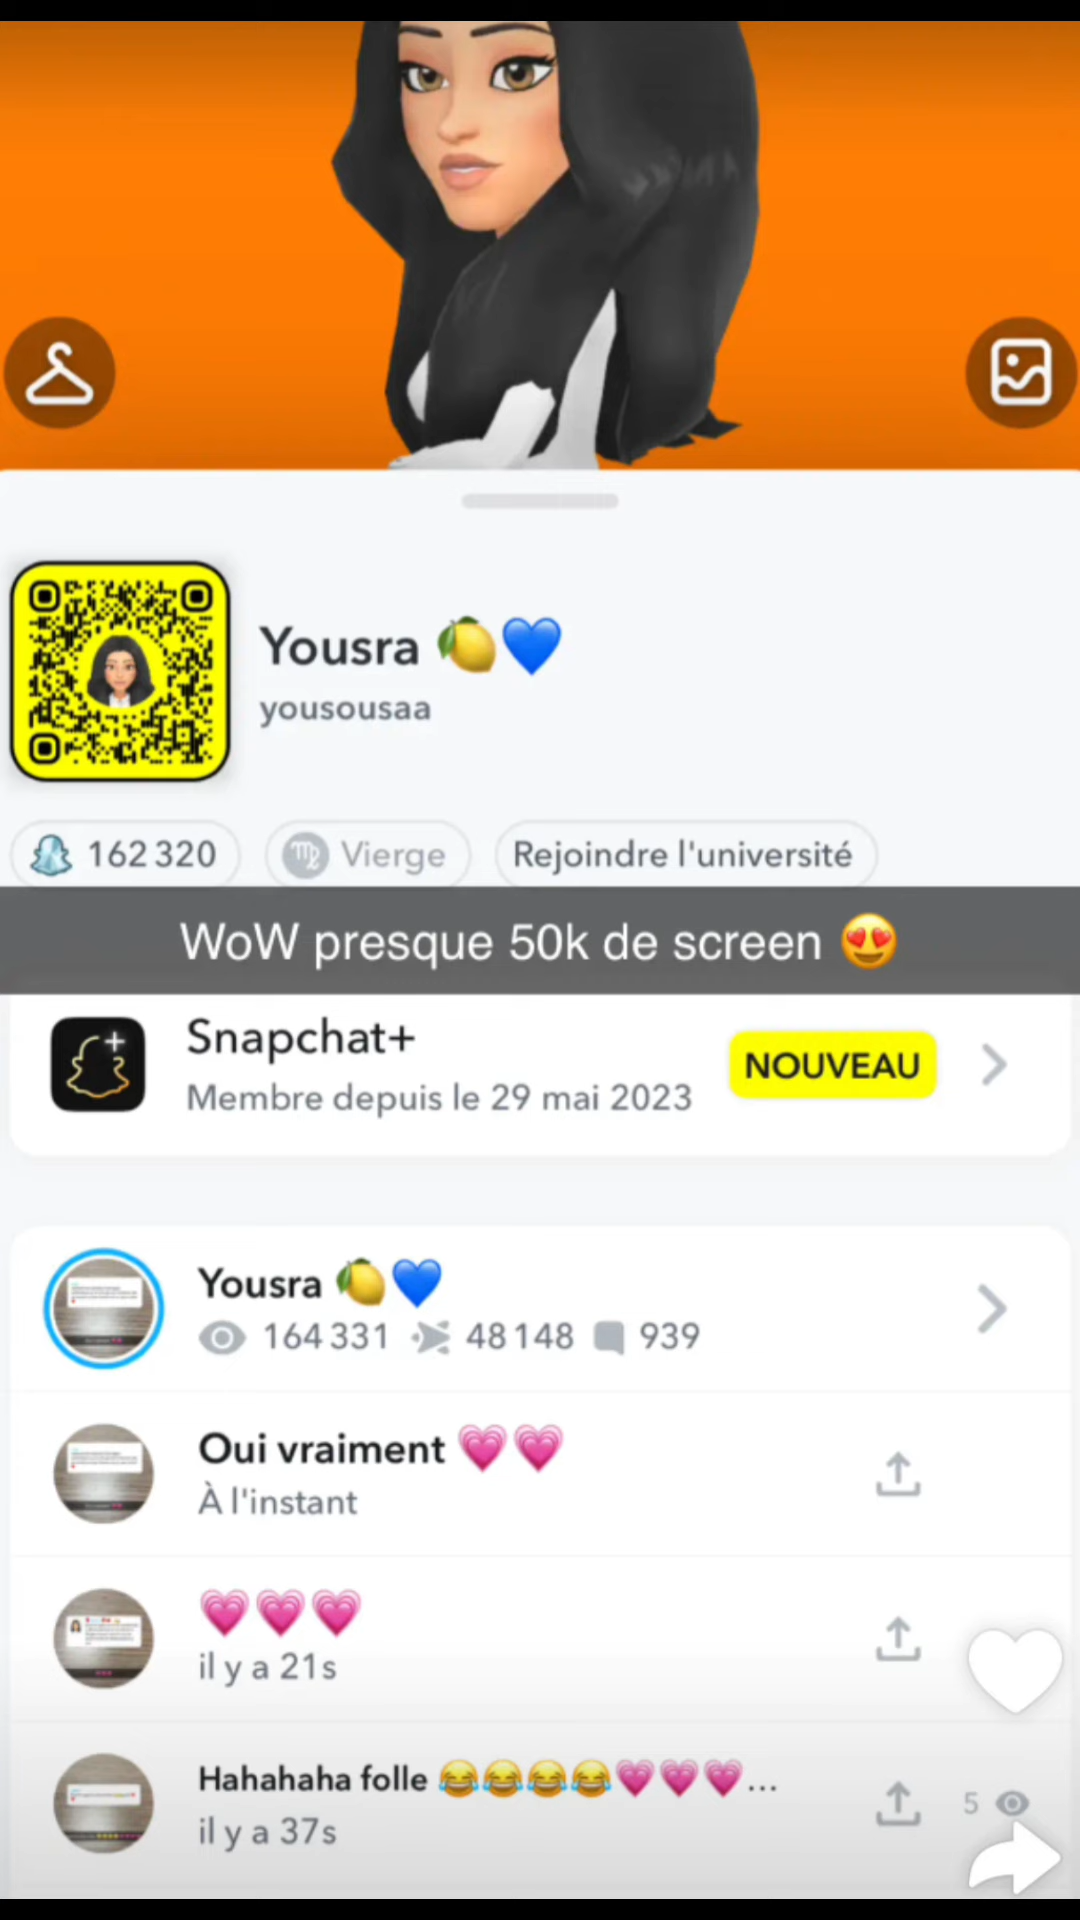 Yousra 🍋💙
yousousaa
162 320
Vierge
Rejoindre l'université
WoW presque 50k de screen 😍
Snapchat+
Membre depuis le 29 mai 2023
NOUVEAU
Yousra 🍋💙
164 331 48 148 939
Oui vraiment 💗💗
À l'instant
💗💗💗
il y a 21s
Hahahaha folle 😂😂😂😂💗💗💗...
il y a 37s
5